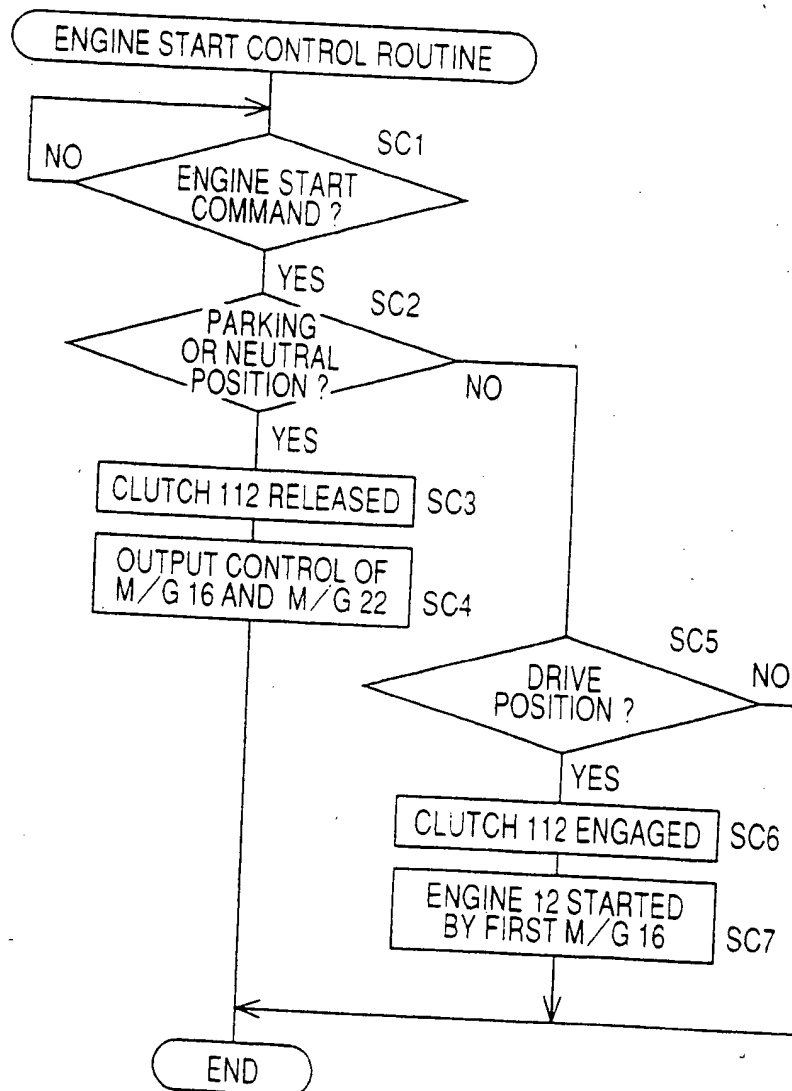 ENGINE START CONTROL ROUTINE
SC1
NO
ENGINE START
COMMAND ?
YES
SC2
PARKING
OR NEUTRAL
POSITION ?
NO
YES
CLUTCH 112 RELEASED
SC3
OUTPUT CONTROL OF
M/G 16 AND M/G 22
SC4
SC5
DRIVE
POSITION ?
NO
YES
CLUTCH 112 ENGAGED
SC6
ENGINE 12 STARTED
BY FIRST M/G 16
SC7
END